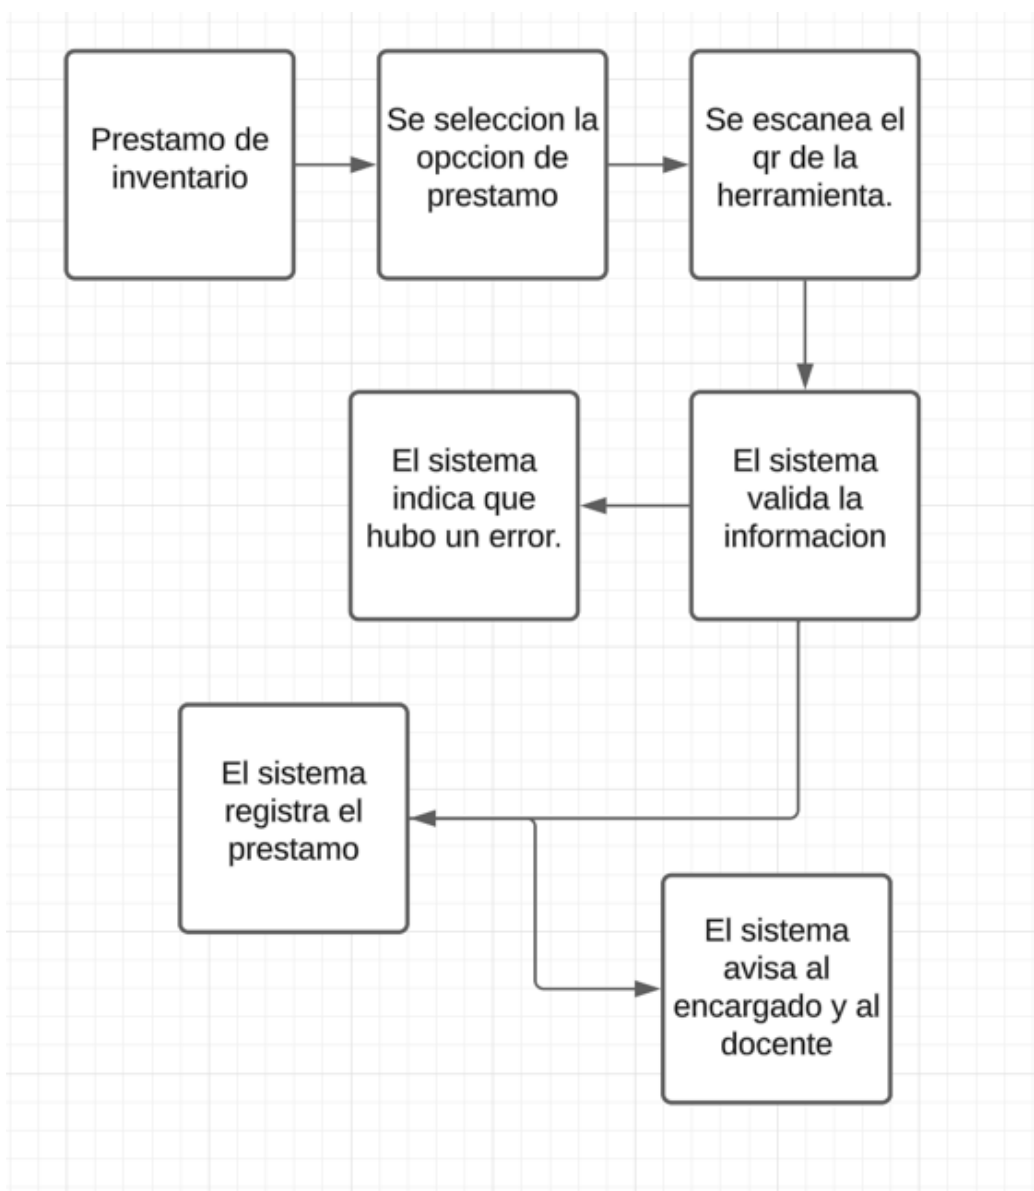 Prestamo de
inventario
Se seleccion la
opccion de
prestamo
Se escanea el
qr de la
herramienta.
El sistema
indica que
hubo un error.
El sistema
valida la
informacion
El sistema
registra el
prestamo
El sistema
avisa al
encargado y al
docente